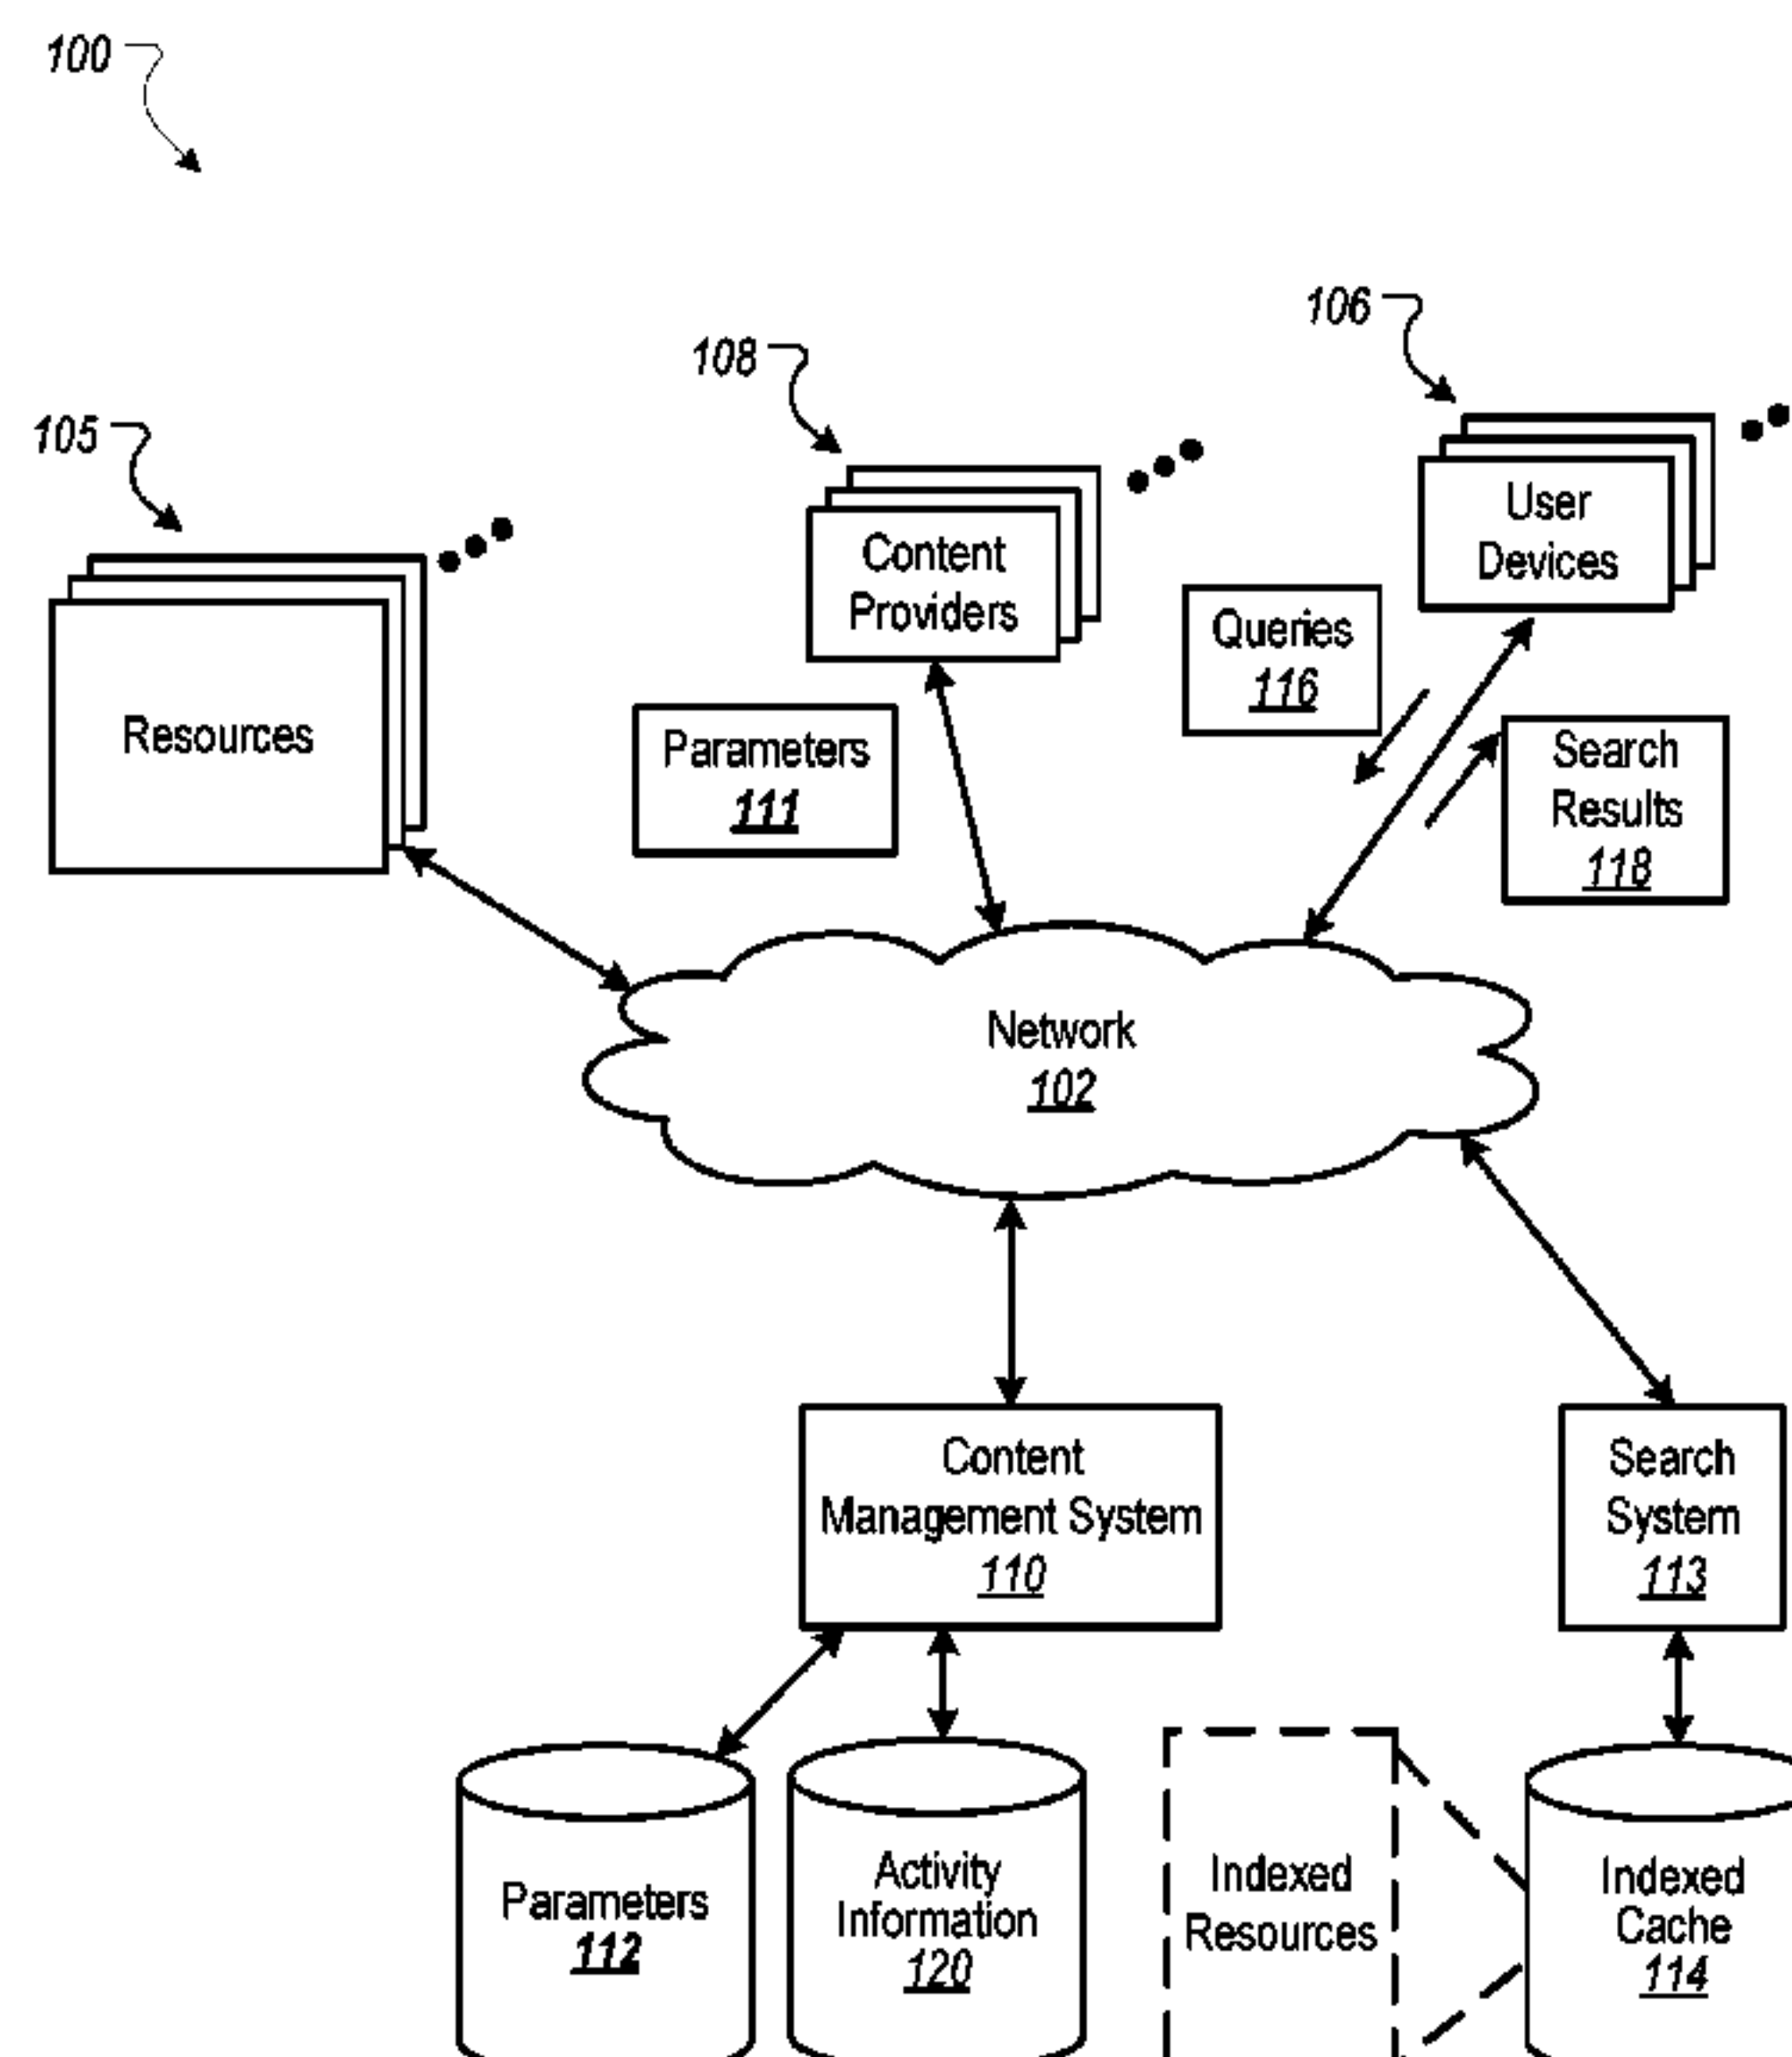 100
106
108
105
User
Devices
Content
Providers
Queries
116
Resources
Parameters
111
Search
Results
118
Network
102
Content
Management System
110
Search
System
113
Parameters
112
Activity
Information
120
Indexed
Resources
Indexed
Cache
114